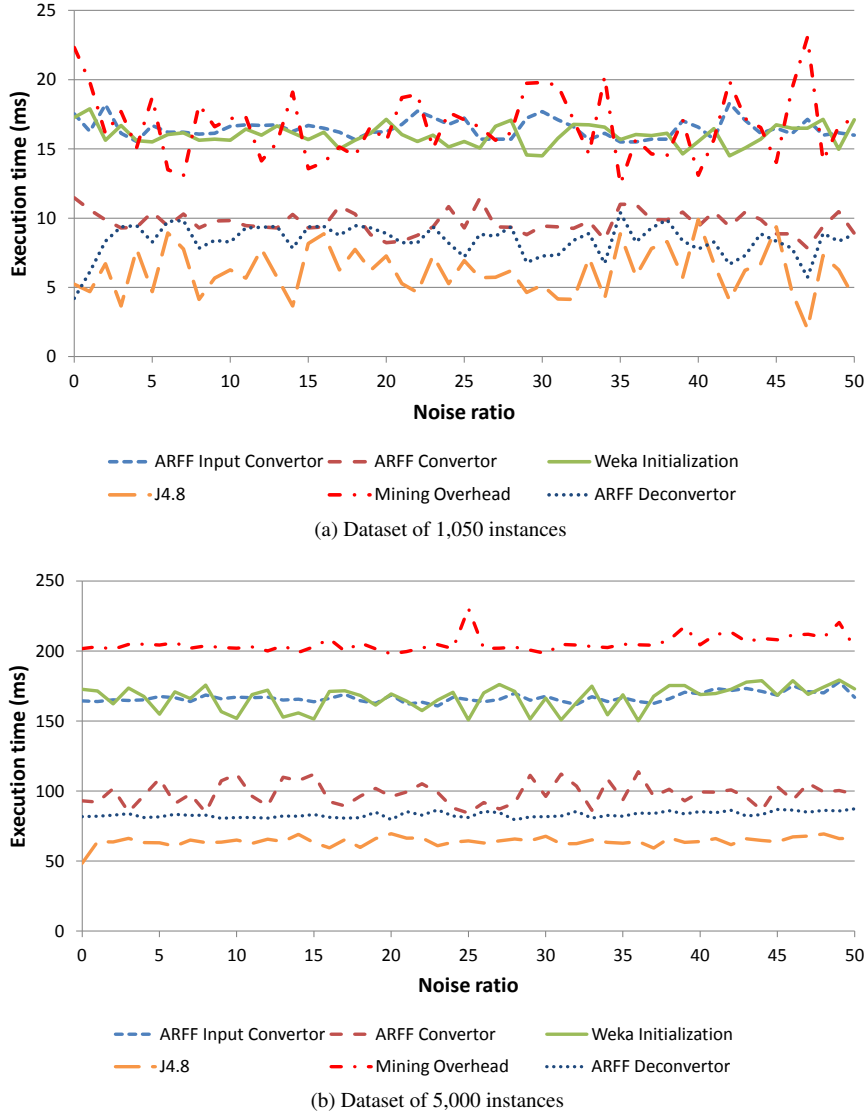 25
20
15
10
5
0
Execution time (ms)
0 5 10 15 20 25 30 35 40 45 50
Noise ratio
ARFF Input Convertor ARFF Convertor Weka Initialization
J4.8 Mining Overhead ARFF Deconvertor
(a) Dataset of 1,050 instances
250
200
150
100
50
0
Execution time (ms)
0 5 10 15 20 25 30 35 40 45 50
Noise ratio
ARFF Input Convertor ARFF Convertor Weka Initialization
J4.8 Mining Overhead ARFF Deconvertor
(b) Dataset of 5,000 instances